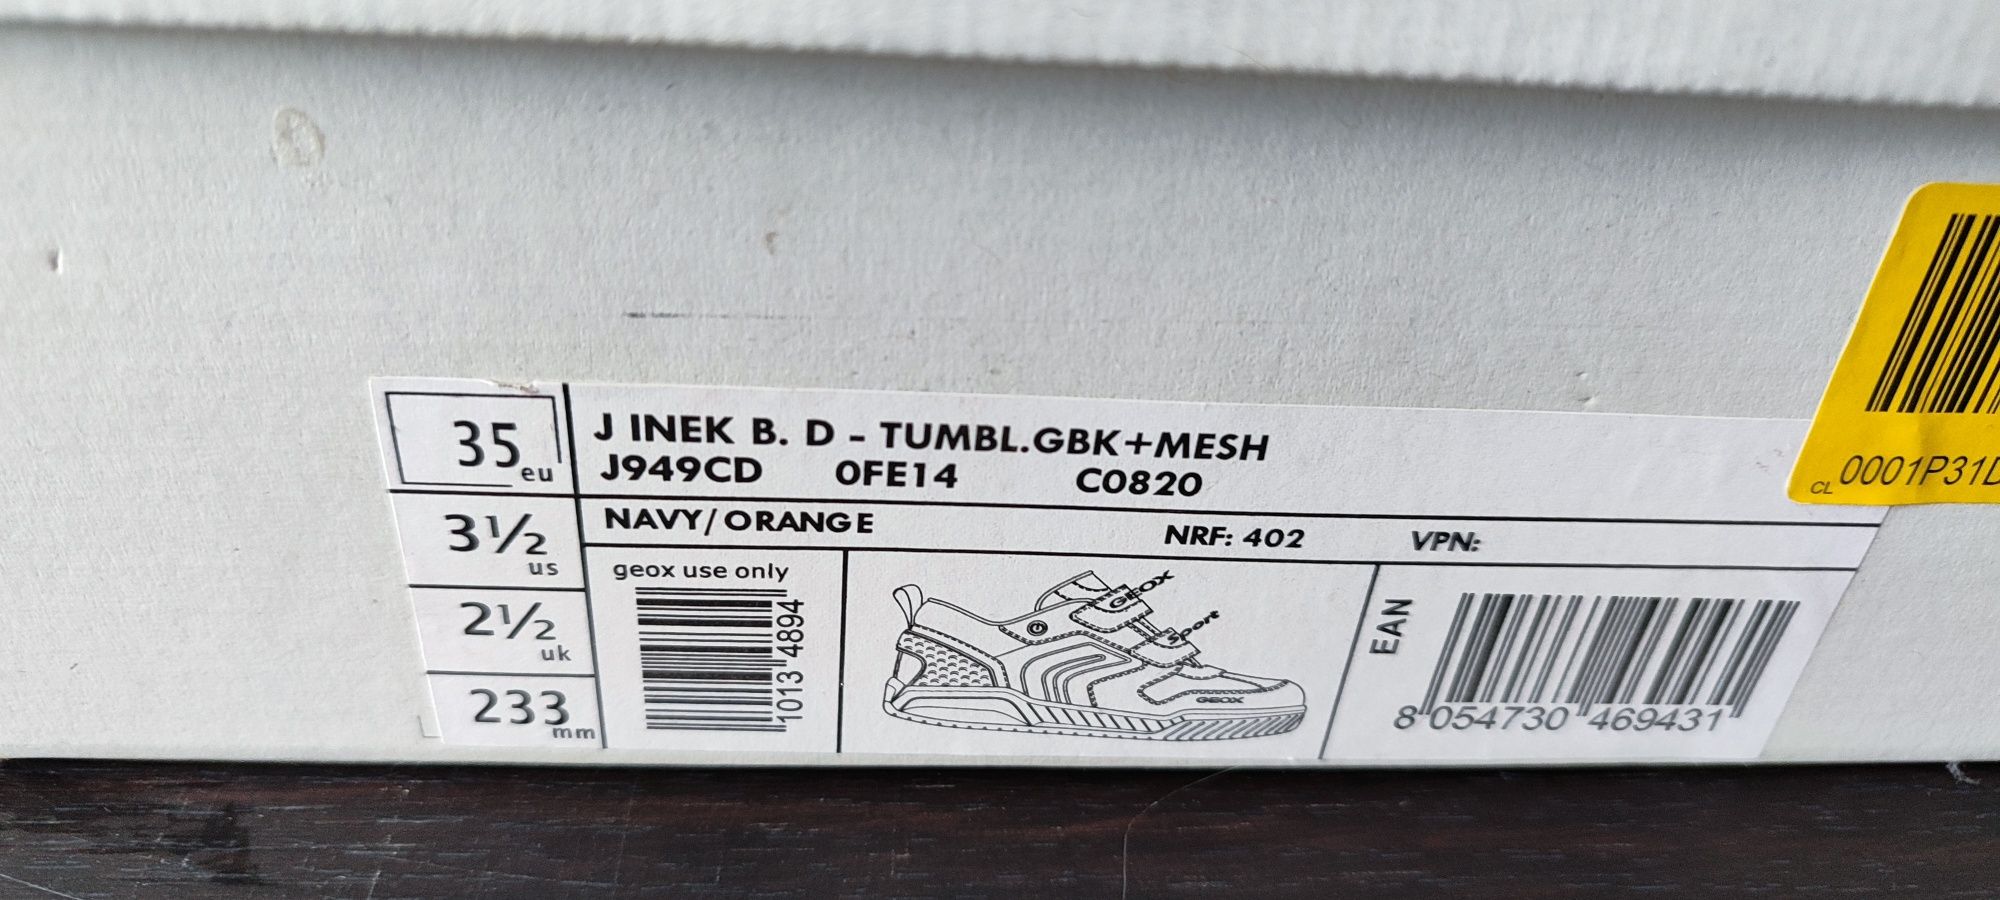 35 eu
J INEK B. D - TUMBL.GBK+MESH
J949CD 0FE14 C0820
3½ us
NAVY/ORANGE NRF: 402 VPN:
2½ uk
233 mm
geox use only
1013 4894
GEOX
Sport
GEOX
EAN
8 054730 469431
CL 0001P31D